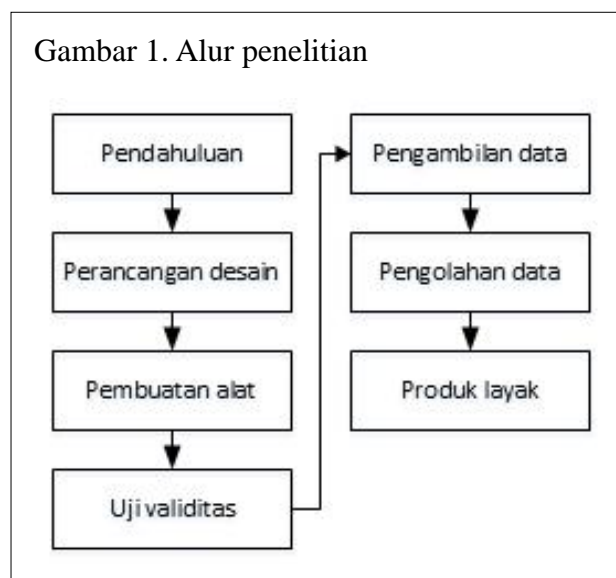 Gambar 1. Alur penelitian
Pendahuluan
Perancangan desain
Pembuatan alat
Uji validitas
Pengambilan data
Pengolahan data
Produk layak